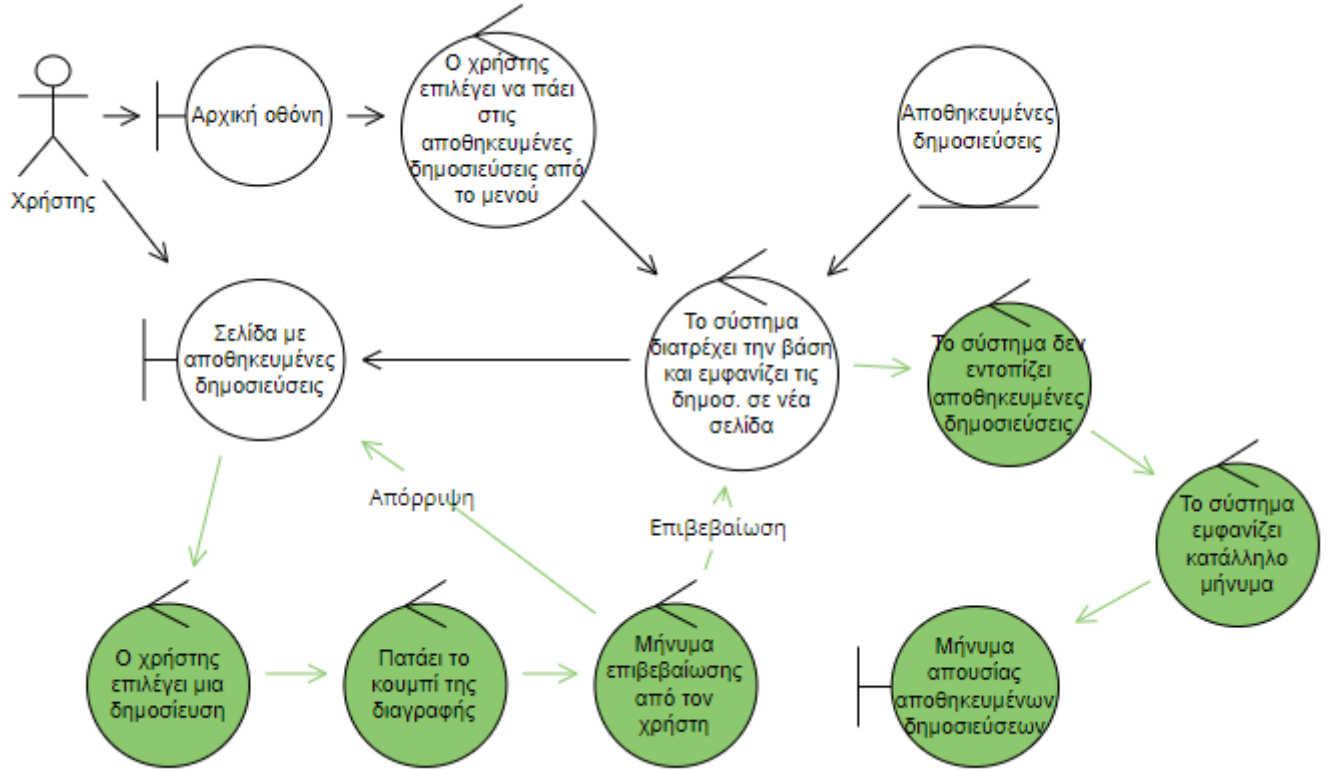 Χρήστης
Αρχική οθόνη
Ο χρήστης
επιλέγει να πάει
στις
αποθηκευμένες
δημοσιεύσεις από
το μενού
Αποθηκευμένες
δημοσιεύσεις
Σελίδα με
αποθηκευμένες
δημοσιεύσεις
Το σύστημα
διατρέχει την βάση
και εμφανίζει τις
δημοσ. σε νέα
σελίδα
Το σύστημα δεν
εντοπίζει
αποθηκευμένες
δημοσιεύσεις
Απόρριψη
Επιβεβαίωση
Το σύστημα
εμφανίζει
κατάλληλο
μήνυμα
Ο χρήστης
επιλέγει μια
δημοσίευση
Πατάει το
κουμπί της
διαγραφής
Μήνυμα
επιβεβαίωσης
από τον
χρήστη
Μήνυμα
απουσίας
αποθηκευμένων
δημοσιεύσεων